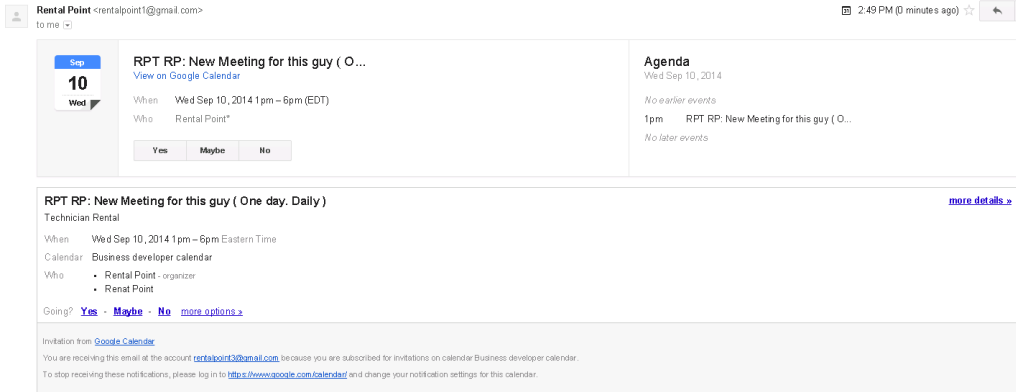 Rental Point <rentalpoint1@gmail.com>
2:49 PM (0 minutes ago)
to me
Sep
10
Wed
RPT RP: New Meeting for this guy ( O...
View on Google Calendar
When Wed Sep 10, 2014 1pm – 6pm (EDT)
Who Rental Point*
Yes Maybe No
Agenda
Wed Sep 10, 2014
No earlier events
1pm RPT RP: New Meeting for this guy ( O...
No later events
RPT RP: New Meeting for this guy ( One day. Daily )
more details »
Technician Rental
When Wed Sep 10, 2014 1pm – 6pm Eastern Time
Calendar Business developer calendar
Who • Rental Point - organizer
• Renat Point
Going? Yes - Maybe - No more options »
Invitation from Google Calendar
You are receiving this email at the account rentalpoint3@gmail.com because you are subscribed for invitations on calendar Business developer calendar.
To stop receiving these notifications, please log in to https://www.google.com/calendar/ and change your notification settings for this calendar.